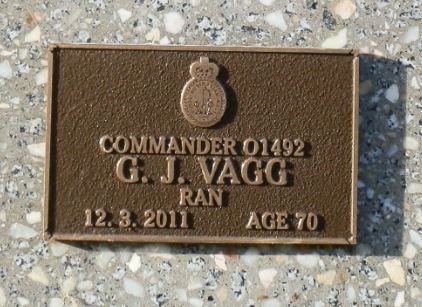 COMMANDER O1492
G. J. VAGG
RAN
12. 3. 2011 AGE 70